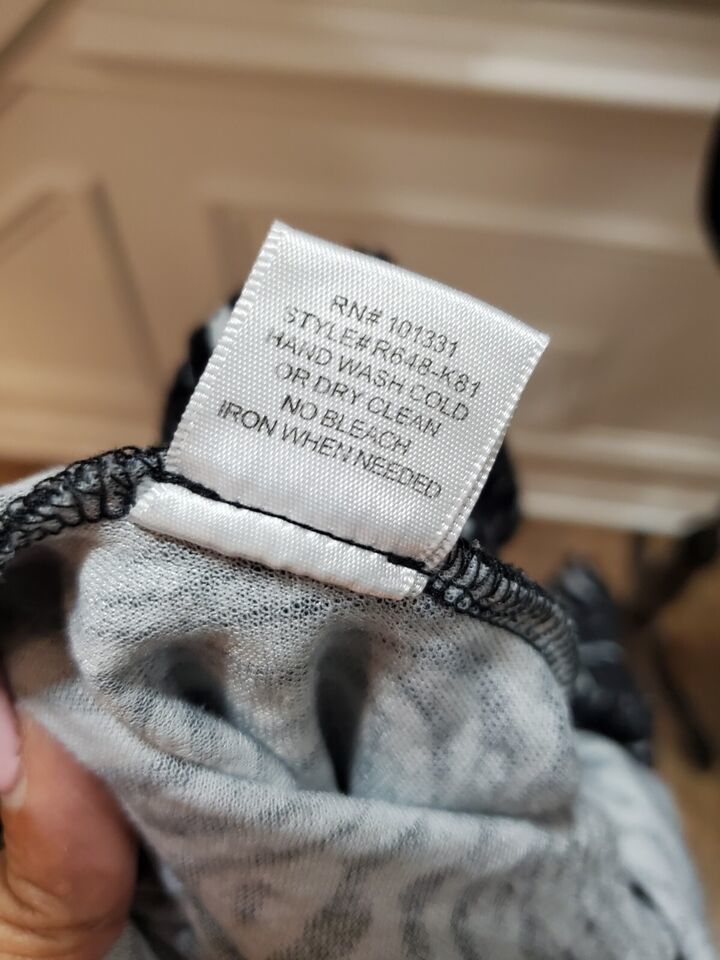 RN# 101331
STYLE# R648-K81
HAND WASH COLD
OR DRY CLEAN
NO BLEACH
IRON WHEN NEEDED